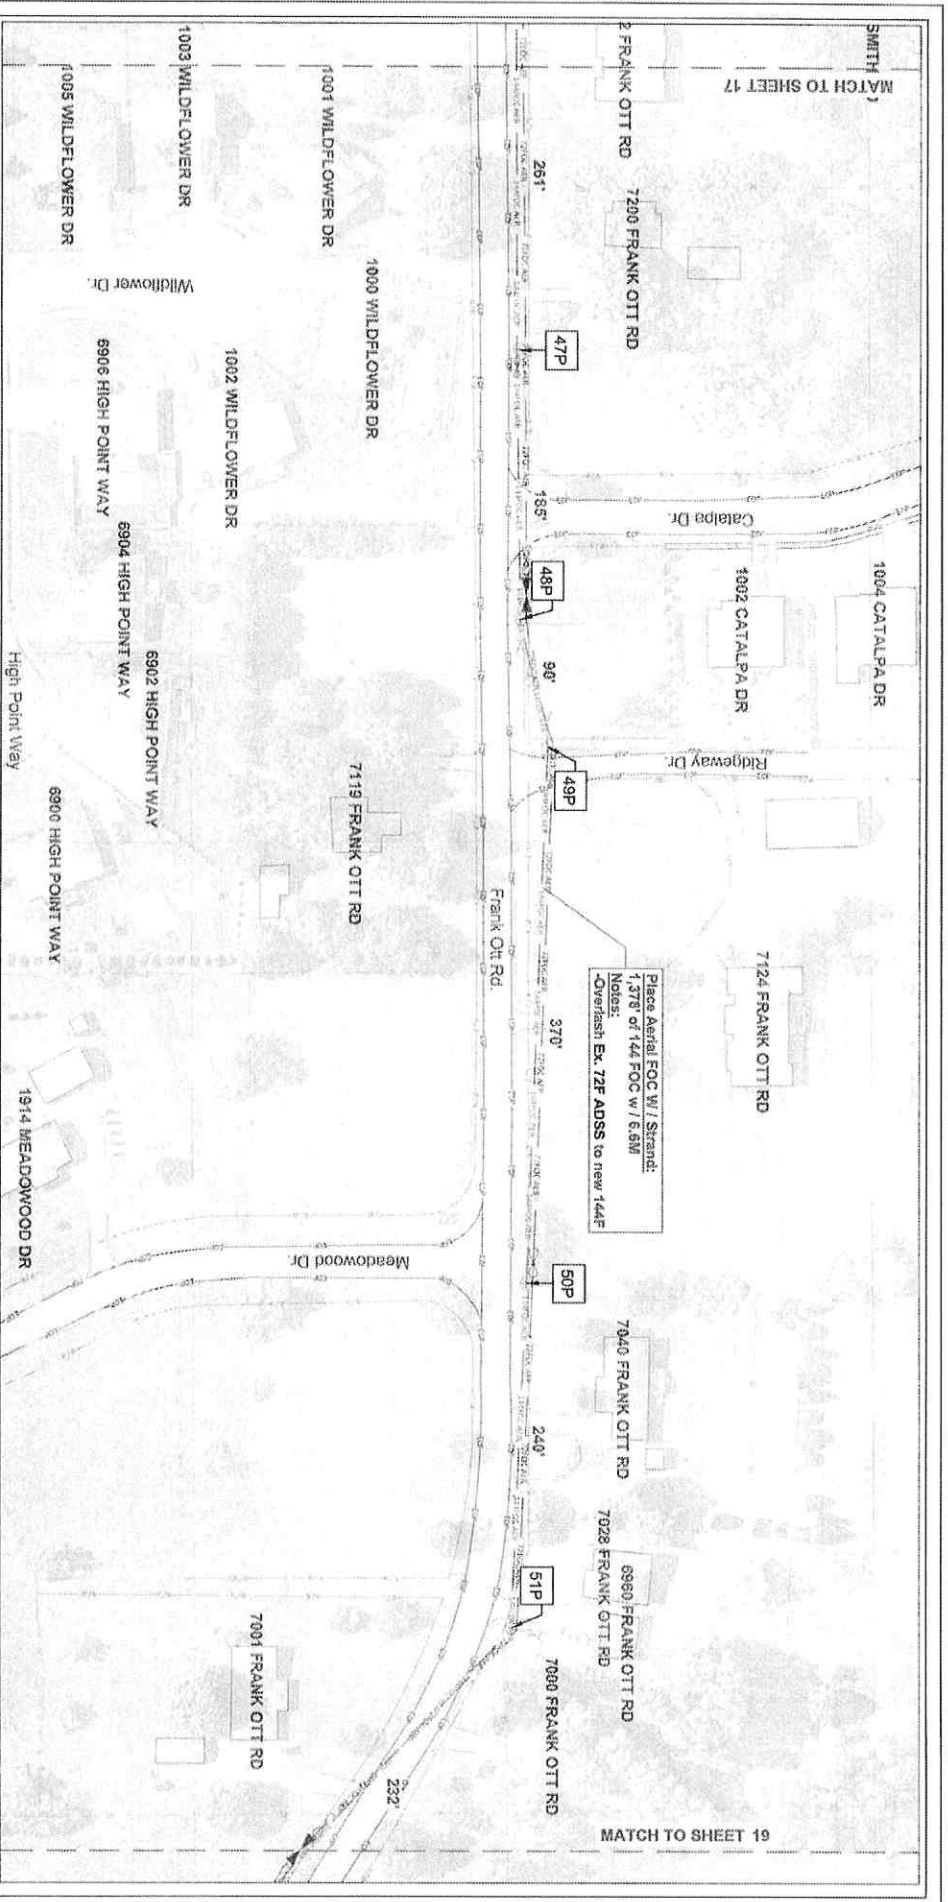 SMITH
MATCH TO SHEET 17
2 FRANK OTT RD
7200 FRANK OTT RD
261'
47P
1003 WILDFLOWER DR
1005 WILDFLOWER DR
1001 WILDFLOWER DR
1000 WILDFLOWER DR
Wildflower Dr.
1002 WILDFLOWER DR
6906 HIGH POINT WAY
6904 HIGH POINT WAY
6902 HIGH POINT WAY
6900 HIGH POINT WAY
High Point Way
185'
Catalpa Dr.
48P
1004 CATALPA DR
1002 CATALPA DR
90'
49P
Ridgeway Dr.
7119 FRANK OTT RD
Frank Ott Rd.
7124 FRANK OTT RD
Place Aerial FOC W / Strand:
1,378' of 144 FOC w / 6.6M
Notes:
-Overlash Ex. 72F ADSS to new 144F
370'
1914 MEADOWOOD DR
Meadowood Dr.
50P
7040 FRANK OTT RD
240'
7028 FRANK OTT RD
6960 FRANK OTT RD
51P
7000 FRANK OTT RD
7001 FRANK OTT RD
232'
MATCH TO SHEET 19